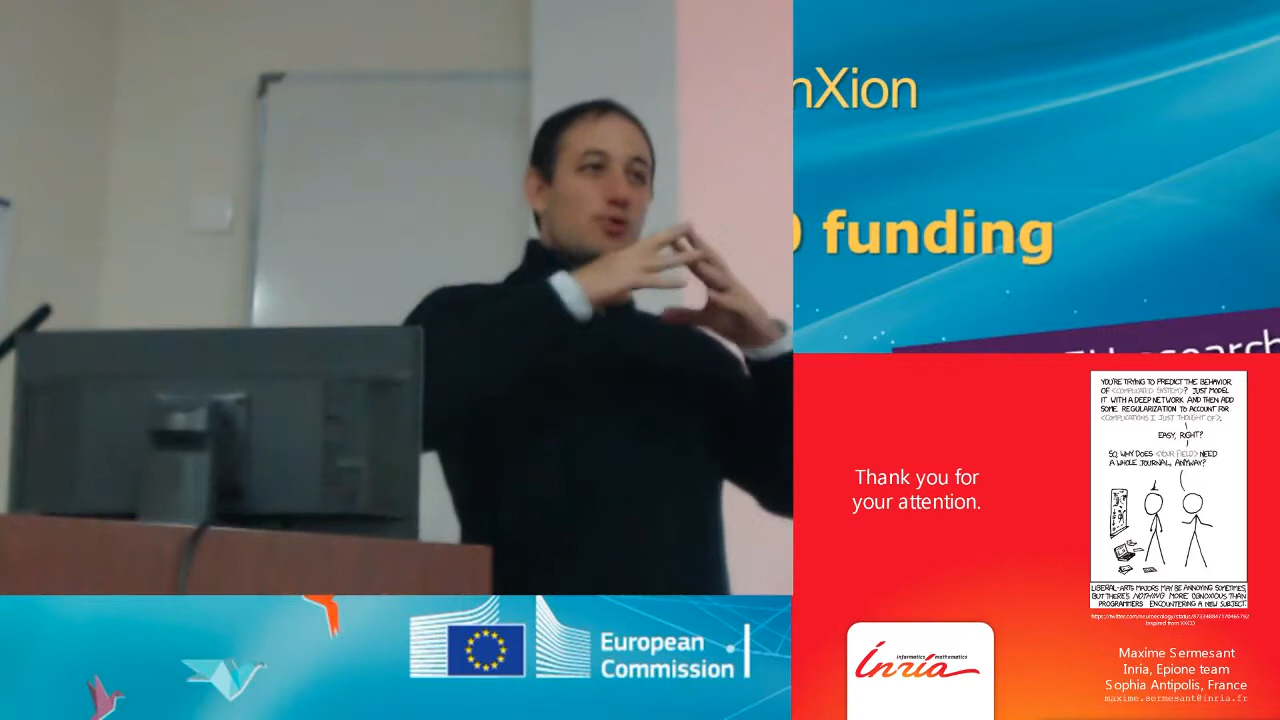 nXion
funding
EU research
Thank you for
your attention.
YOU'RE TRYING TO PREDICT THE BEHAVIOR
OF <COMPLICATED SYSTEM>? JUST MODEL
IT WITH A DEEP NETWORK AND THEN ADD
SOME REGULARIZATION TO ACCOUNT FOR
<COMPLICATIONS I JUST THOUGHT OF>.
EASY, RIGHT?
SO, WHY DOES <YOUR FIELD> NEED
A WHOLE JOURNAL, ANYWAY?
LIBERAL-ARTS MAJORS MAY BE ANNOYING SOMETIMES,
BUT THERE'S NOTHING MORE OBNOXIOUS THAN
PROGRAMMERS ENCOUNTERING A NEW SUBJECT.
Inspired from XKCD
European
Commission
informatics mathematics
Inria
Maxime Sermesant
Inria, Epione team
Sophia Antipolis, France
maxime.sermesant@inria.fr